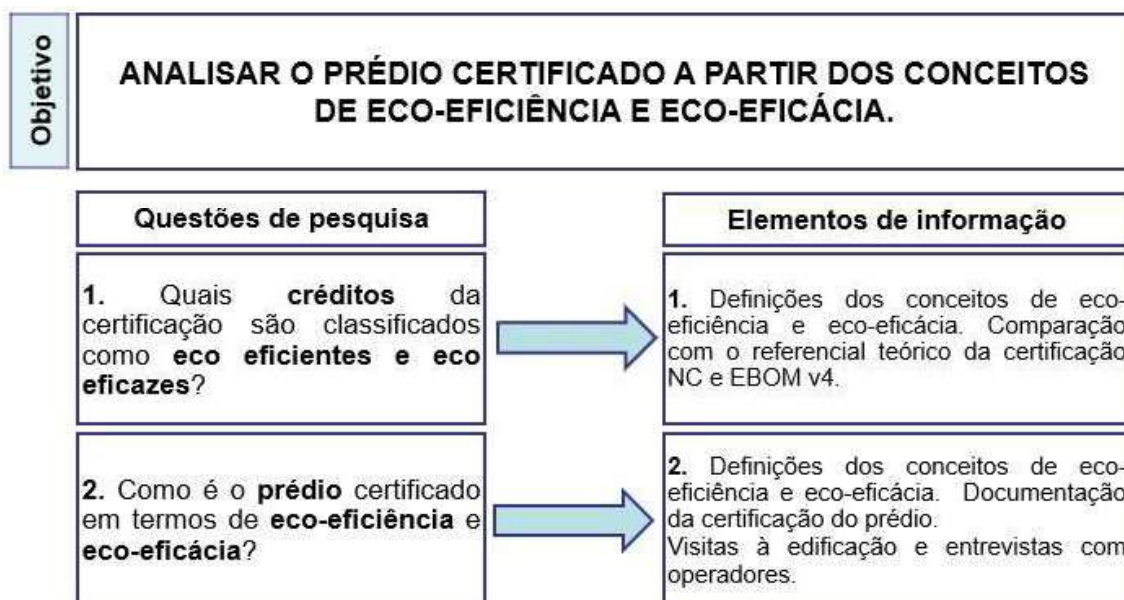 Objetivo
ANALISAR O PRÉDIO CERTIFICADO A PARTIR DOS CONCEITOS
DE ECO-EFICIÊNCIA E ECO-EFICÁCIA.
Questões de pesquisa
Elementos de informação
1. Quais créditos da
certificação são classificados
como eco eficientes e eco
eficazes?
1. Definições dos conceitos de eco-
eficiência e eco-eficácia. Comparação
com o referencial teórico da certificação
NC e EBOM v4.
2. Como é o prédio certificado
em termos de eco-eficiência e
eco-eficácia?
2. Definições dos conceitos de eco-
eficiência e eco-eficácia. Documentação
da certificação do prédio.
Visitas à edificação e entrevistas com
operadores.